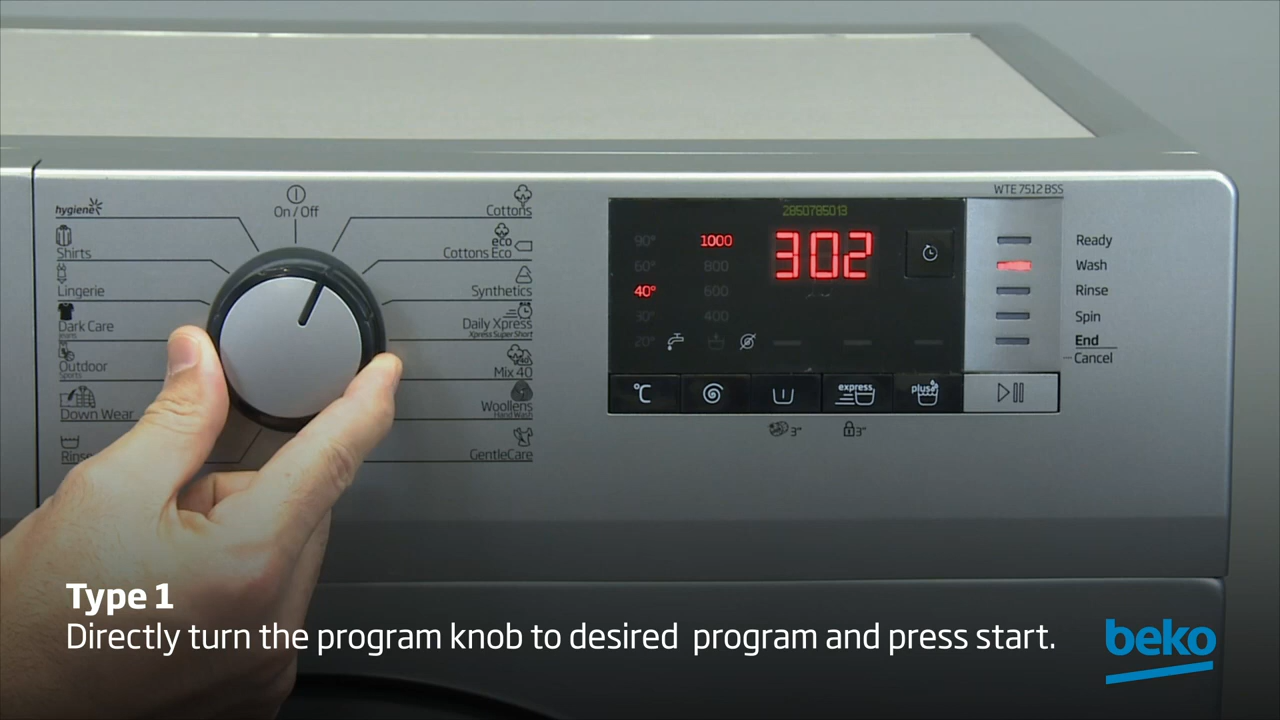 WTE 7512 BSS
hygiene
On / Off
Cottons
2850785013
90°
1000
302
Ready
eco
Shirts
Cottons Eco
60°
800
Wash
Lingerie
Synthetics
40°
600
Rinse
Dark Care
Jeans
Daily Xpress
Xpress Super Short
30°
400
Spin
20°
End
Outdoor
Sports
Mix 40
Cancel
Down Wear
Woollens
Hand Wash
°C
express
plus+
Rinse
GentleCare
3"
3"
Type 1
Directly turn the program knob to desired program and press start.
beko